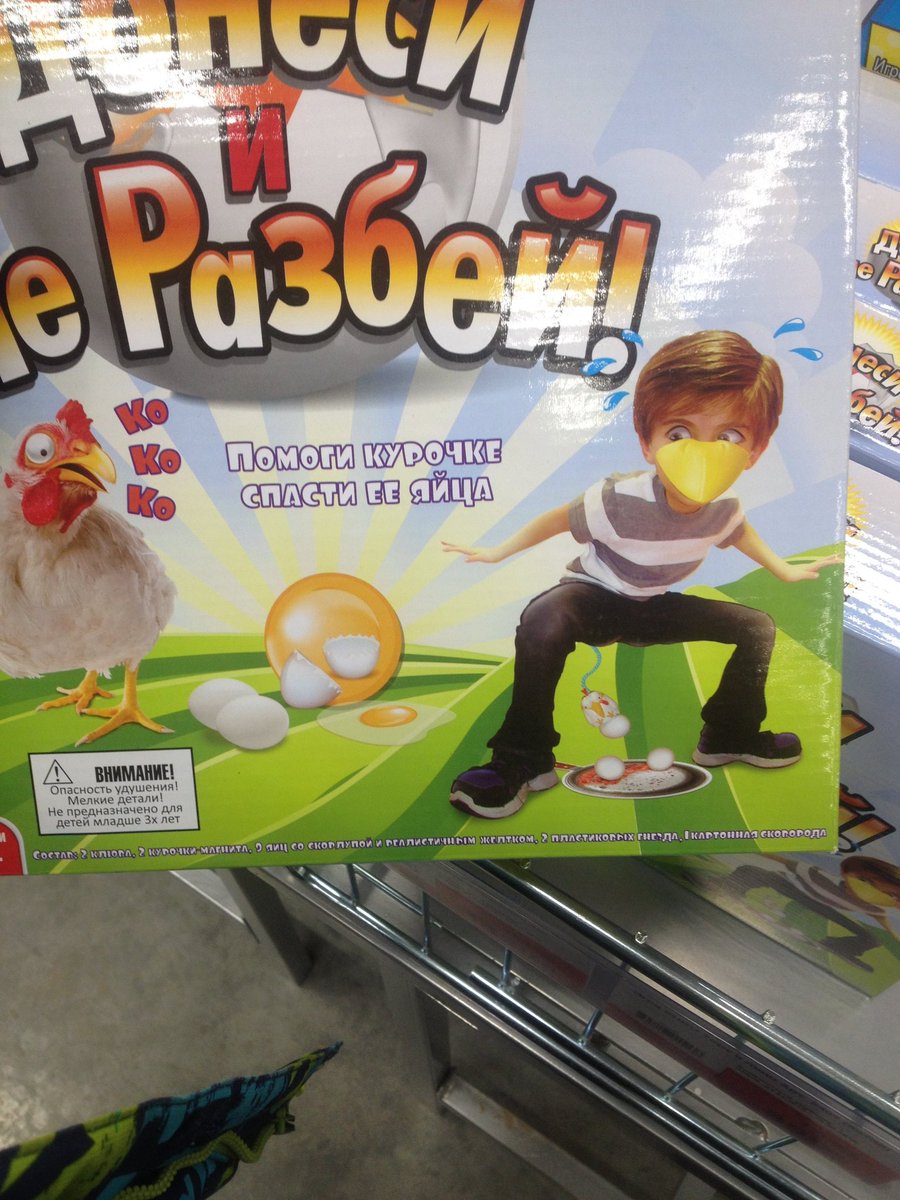 Донеси
и
не Разбей!
Ко
Ко
Ко
Помоги курочке
спасти ее яйца
ВНИМАНИЕ!
Опасность удушения!
Мелкие детали!
Не предназначено для
детей младше 3х лет
Состав: 2 клюва, 2 курочки-магнита, 9 яиц со скорлупой и реалистичным желтком, 2 пластиковых гнезда, 1 картонная сковорода